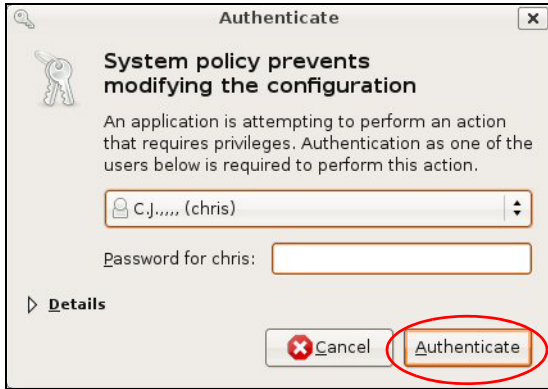 Authenticate
System policy prevents
modifying the configuration
An application is attempting to perform an action
that requires privileges. Authentication as one of the
users below is required to perform this action.
C.J.,,,, (chris)
Password for chris:
Details
Cancel
Authenticate